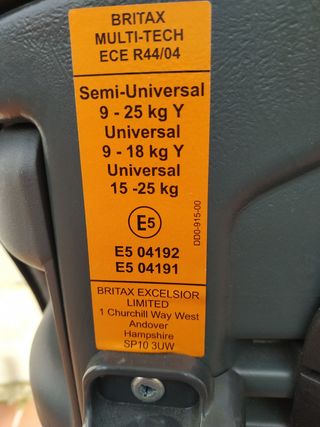 BRITAX
MULTI-TECH
ECE R44/04
Semi-Universal
9 - 25 kg Y
Universal
9 - 18 kg Y
Universal
15 -25 kg
E5
DD0-915-00
E5 04192
E5 04191
BRITAX EXCELSIOR
LIMITED
1 Churchill Way West
Andover
Hampshire
SP10 3UW